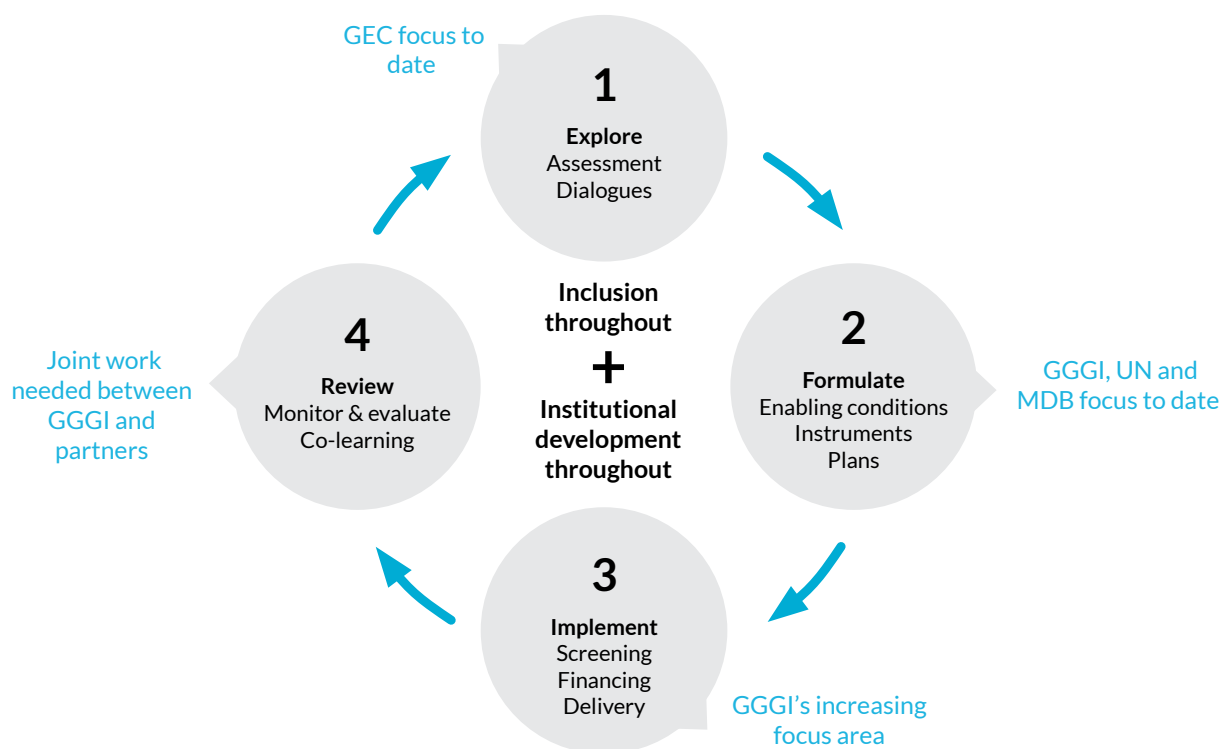 GEC focus to
date
1
Explore
Assessment
Dialogues
Inclusion
throughout
+
Institutional
development
throughout
2
Formulate
Enabling conditions
Instruments
Plans
GGGI, UN and
MDB focus to date
3
Implement
Screening
Financing
Delivery
GGGI’s increasing
focus area
4
Review
Monitor & evaluate
Co-learning
Joint work
needed between
GGGI and
partners